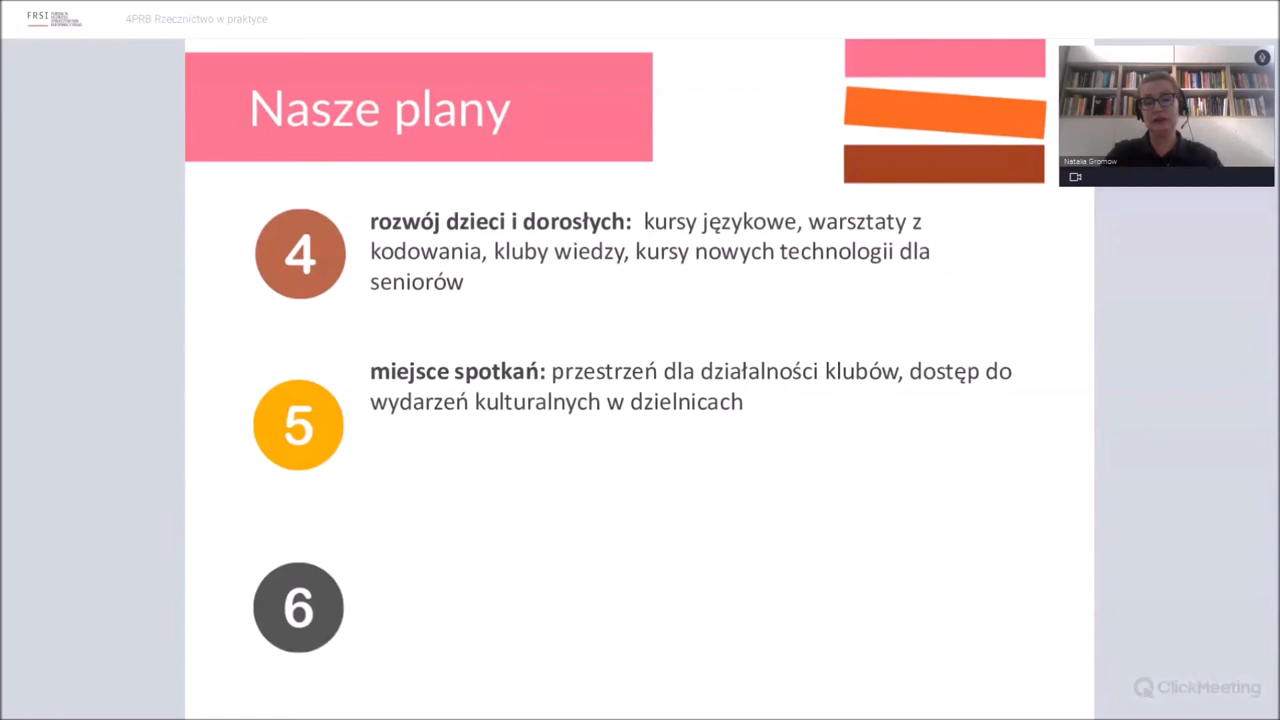 FRSI
4PRB Rzecznictwo w praktyce
Nasze plany
Natalia Gromow
4
rozwój dzieci i dorosłych: kursy językowe, warsztaty z
kodowania, kluby wiedzy, kursy nowych technologii dla
seniorów
5
miejsce spotkań: przestrzeń dla działalności klubów, dostęp do
wydarzeń kulturalnych w dzielnicach
6
ClickMeeting